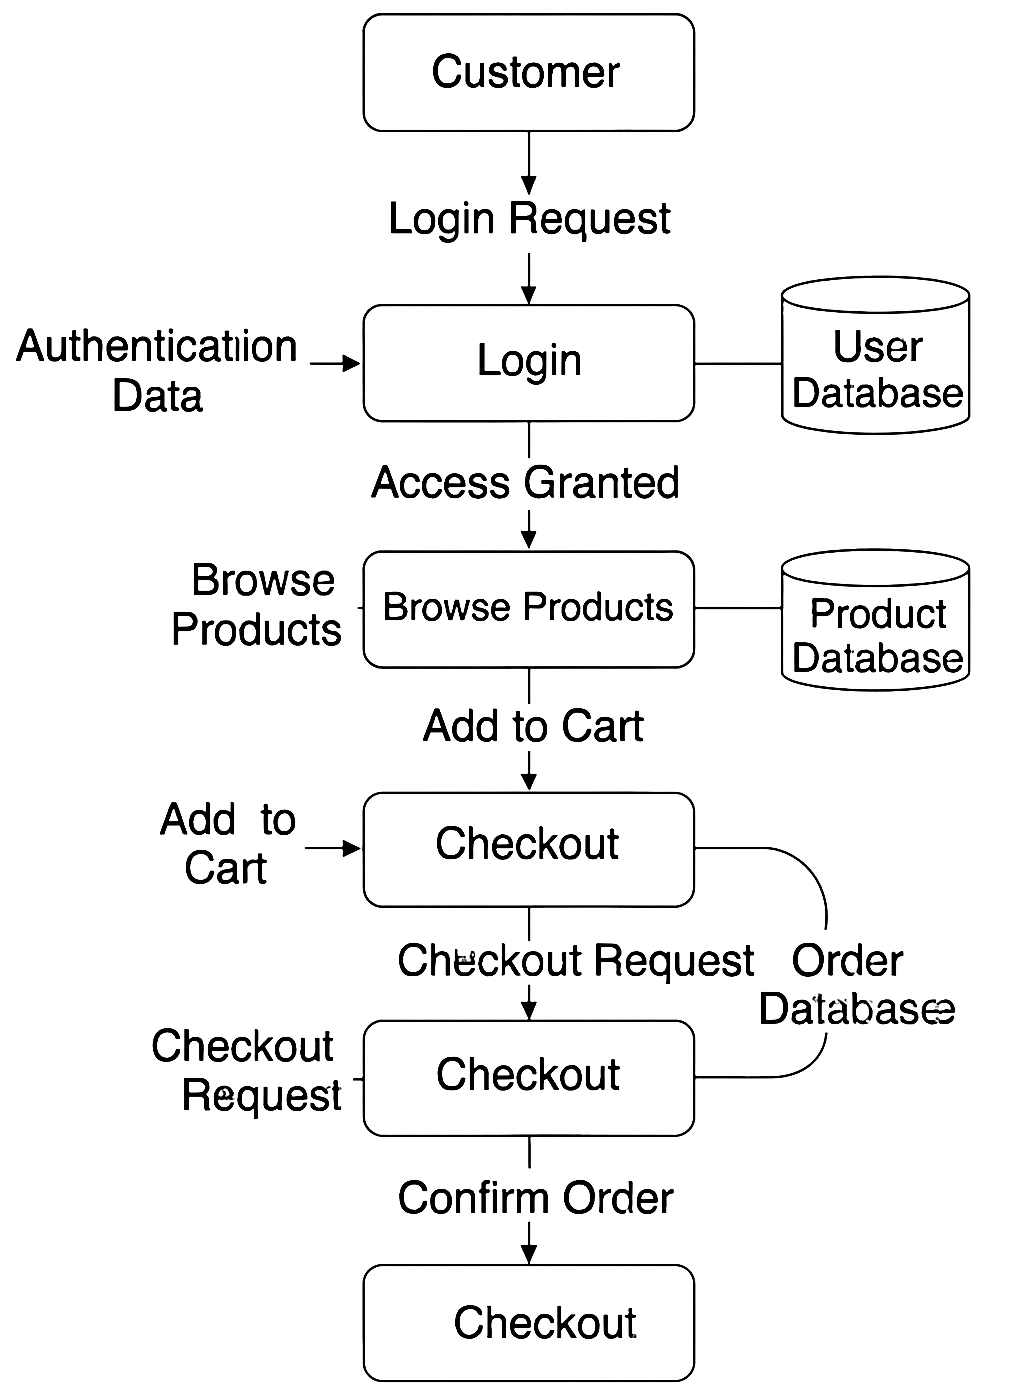 Customer
Login Request
Authenticatiion
Data
Login
User
Database
Access Granted
Browse
Products
Browse Products
Product
Database
Add to Cart
Add to
Cart
Checkout
Checkout Request
Order
Database
Checkout
Request
Checkout
Confirm Order
Checkout